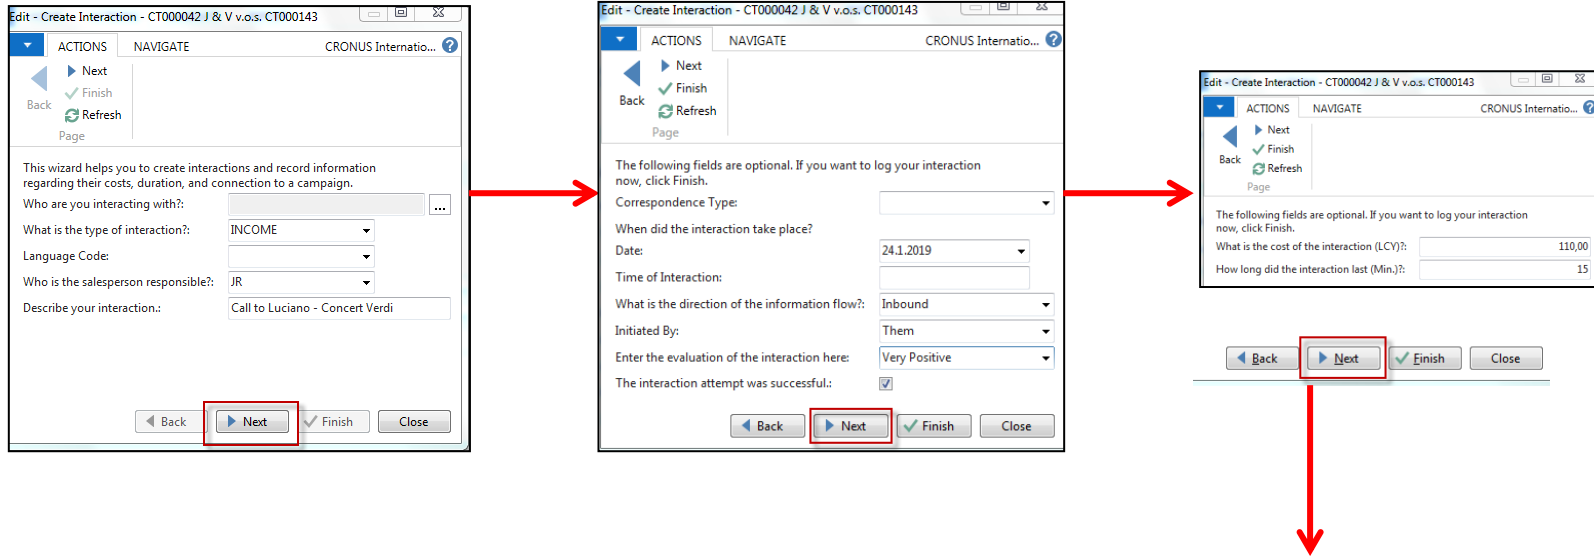 Edit - Create Interaction - CT000042 J & V v.o.s. CT000143
ACTIONS NAVIGATE CRONUS Internatio... ?
Back
Next
Finish
Refresh
Page
This wizard helps you to create interactions and record information
regarding their costs, duration, and connection to a campaign.
Who are you interacting with?: ...
What is the type of interaction?: INCOME
Language Code:
Who is the salesperson responsible?: JR
Describe your interaction.: Call to Luciano - Concert Verdi
Back Next Finish Close
Edit - Create Interaction - CT000042 J & V v.o.s. CT000143
ACTIONS NAVIGATE CRONUS Internatio... ?
Back
Next
Finish
Refresh
Page
The following fields are optional. If you want to log your interaction
now, click Finish.
Correspondence Type:
When did the interaction take place?
Date: 24.1.2019
Time of Interaction:
What is the direction of the information flow?: Inbound
Initiated By: Them
Enter the evaluation of the interaction here: Very Positive
The interaction attempt was successful.:
Back Next Finish Close
Edit - Create Interaction - CT000042 J & V v.o.s. CT000143
ACTIONS NAVIGATE CRONUS Internatio... ?
Back
Next
Finish
Refresh
Page
The following fields are optional. If you want to log your interaction
now, click Finish.
What is the cost of the interaction (LCY)?: 110,00
How long did the interaction last (Min.)?: 15
Back Next Finish Close